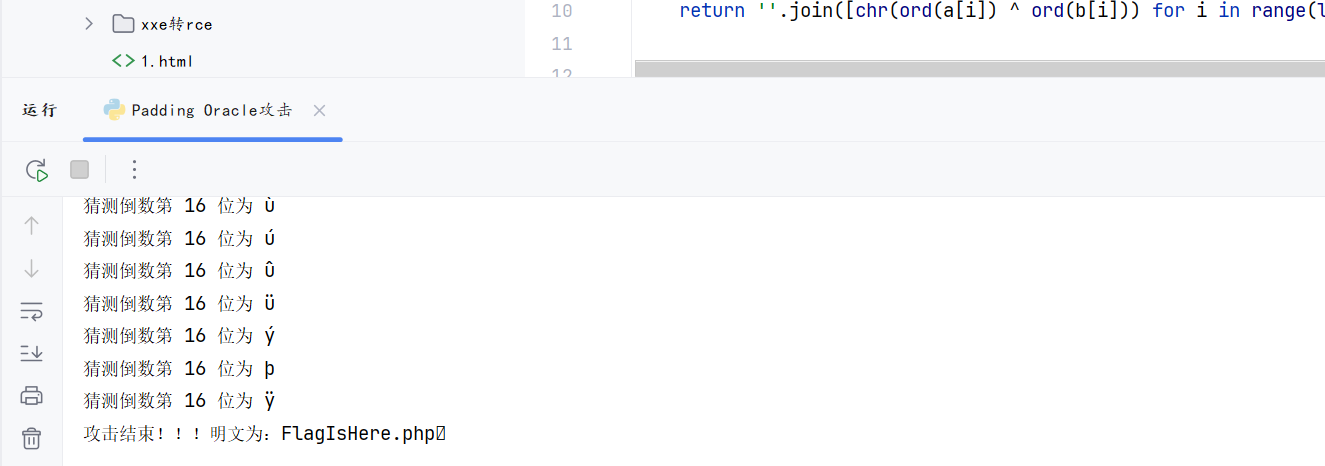 xxe转rce
1.html
10 return ''.join([chr(ord(a[i]) ^ ord(b[i])) for i in range(l
11
12
运行 Padding Oracle攻击
猜测倒数第 16 位为 ù
猜测倒数第 16 位为 ú
猜测倒数第 16 位为 û
猜测倒数第 16 位为 ü
猜测倒数第 16 位为 ý
猜测倒数第 16 位为 þ
猜测倒数第 16 位为 ÿ
攻击结束!!!明文为:FlagIsHere.php